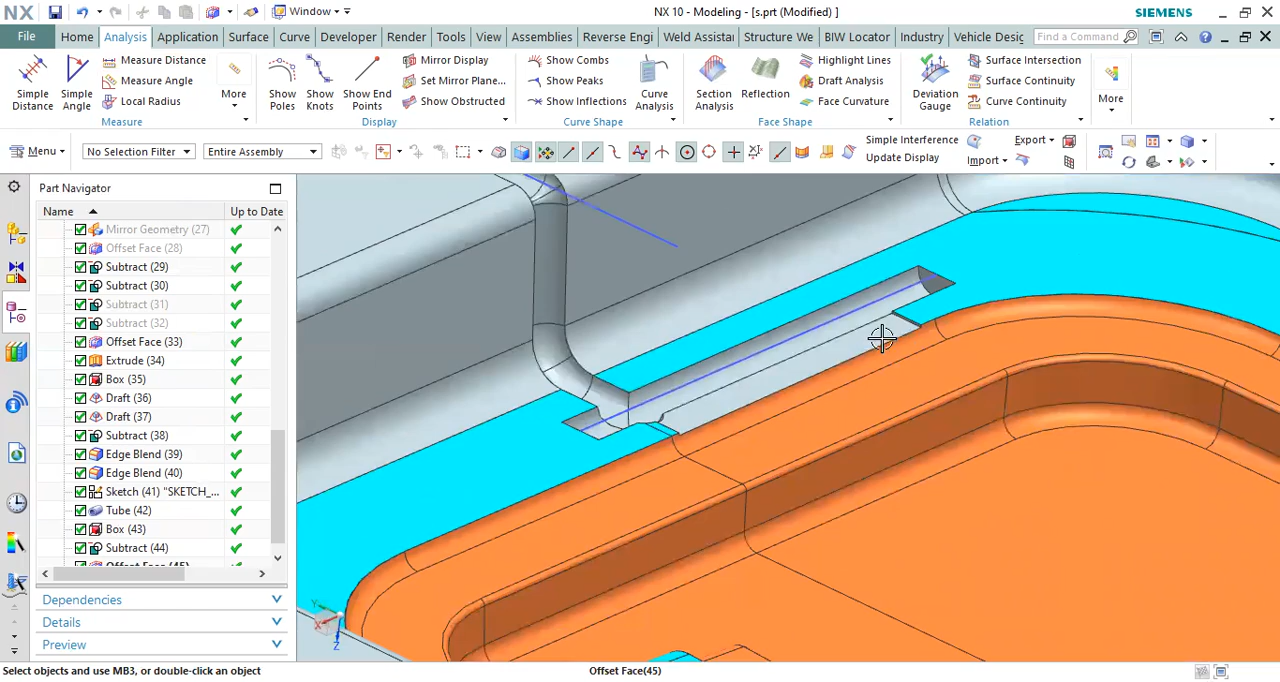 NX
Window
NX 10 - Modeling - [s.prt (Modified) ]
SIEMENS
File
Home
Analysis
Application
Surface
Curve
Developer
Render
Tools
View
Assemblies
Reverse Engi
Weld Assistai
Structure We
BIW Locator
Industry
Vehicle Desig
Find a Command
Simple Distance
Simple Angle
Measure Distance
Measure Angle
Local Radius
More
Measure
Show Poles
Show Knots
Show End Points
Mirror Display
Set Mirror Plane...
Show Obstructed
Display
Show Combs
Show Peaks
Show Inflections
Curve Analysis
Curve Shape
Section Analysis
Reflection
Highlight Lines
Draft Analysis
Face Curvature
Face Shape
Deviation Gauge
Surface Intersection
Surface Continuity
Curve Continuity
Relation
More
Menu
No Selection Filter
Entire Assembly
Simple Interference
Update Display
Export
Import
Part Navigator
Name
Up to Date
Mirror Geometry (27)
Offset Face (28)
Subtract (29)
Subtract (30)
Subtract (31)
Subtract (32)
Offset Face (33)
Extrude (34)
Box (35)
Draft (36)
Draft (37)
Subtract (38)
Edge Blend (39)
Edge Blend (40)
Sketch (41) "SKETCH_...
Tube (42)
Box (43)
Subtract (44)
Offset Face (45)
Dependencies
Details
Preview
Y
X
Z
Select objects and use MB3, or double-click an object
Offset Face(45)